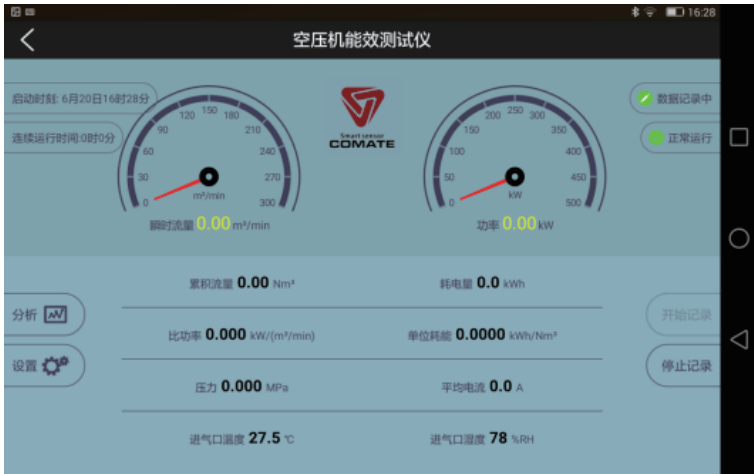 16:28
空压机能效测试仪
启动时刻: 6月20日16时28分
连续运行时间:0时0分
0 30 60 90 120 150 180 210 240 270 300
m³/min
瞬时流量 0.00 m³/min
Smart sensor
COMATE
0 50 100 150 200 250 300 350 400 450 500
kW
功率 0.00 kW
数据记录中
正常运行
累积流量 0.00 Nm³
耗电量 0.0 kWh
分析
比功率 0.000 kW/(m³/min)
单位耗能 0.0000 kWh/Nm³
开始记录
设置
压力 0.000 MPa
平均电流 0.0 A
停止记录
进气口温度 27.5 ℃
进气口湿度 78 %RH